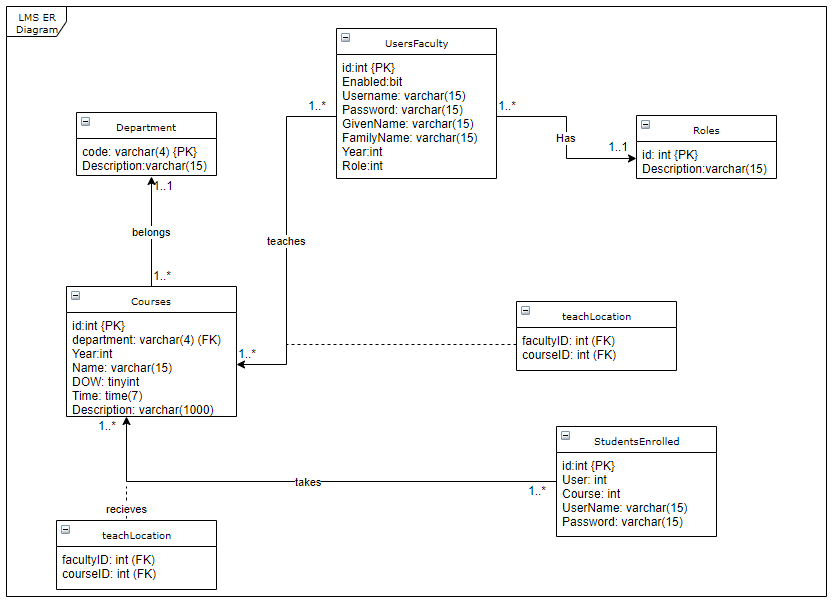 LMS ER
Diagram
UsersFaculty
id:int {PK}
Enabled:bit
Username: varchar(15)
Password: varchar(15)
GivenName: varchar(15)
FamilyName: varchar(15)
Year:int
Role:int
1..*
1..*
Has
1..1
Roles
id: int {PK}
Description:varchar(15)
Department
code: varchar(4) {PK}
Description:varchar(15)
1..1
belongs
1..*
teaches
Courses
id:int {PK}
department: varchar(4) (FK)
Year:int
Name: varchar(15)
DOW: tinyint
Time: time(7)
Description: varchar(1000)
1..*
1..*
teachLocation
facultyID: int (FK)
courseID: int (FK)
StudentsEnrolled
id:int {PK}
User: int
Course: int
UserName: varchar(15)
Password: varchar(15)
takes
1..*
recieves
teachLocation
facultyID: int (FK)
courseID: int (FK)